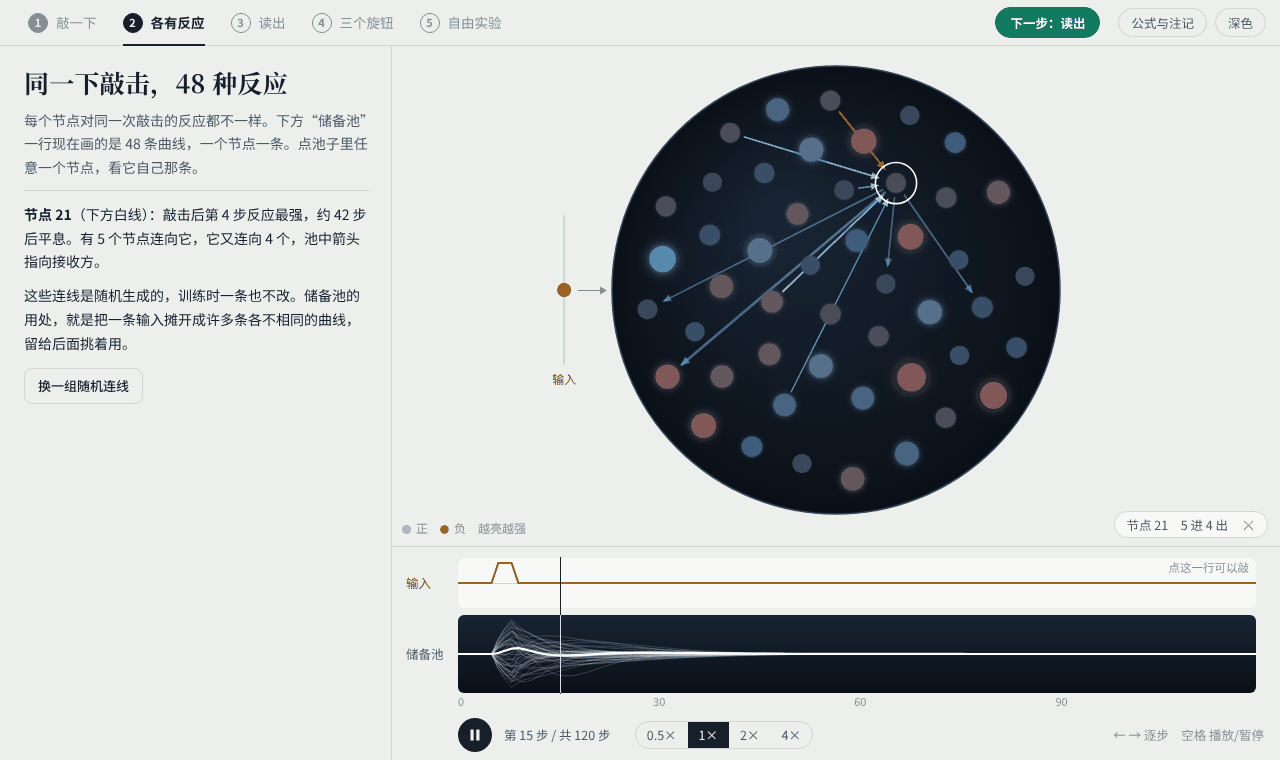 1 敲一下 2 各有反应 3 读出 4 三个旋钮 5 自由实验 下一步：读出 公式与注记 深色
同一下敲击，48 种反应
每个节点对同一次敲击的反应都不一样。下方“储备池”
一行现在画的是 48 条曲线，一个节点一条。点池子里任
意一个节点，看它自己那条。
节点 21（下方白线）：敲击后第 4 步反应最强，约 42 步
后平息。有 5 个节点连向它，它又连向 4 个，池中箭头
指向接收方。
这些连线是随机生成的，训练时一条也不改。储备池的
用处，就是把一条输入摊开成许多条各不相同的曲线，
留给后面挑着用。
换一组随机连线
输入
正 负 越亮越强
节点 21 5 进 4 出 ×
输入
点这一行可以敲
储备池
0 30 60 90
第 15 步 / 共 120 步 0.5× 1× 2× 4× ←→ 逐步 空格 播放/暂停